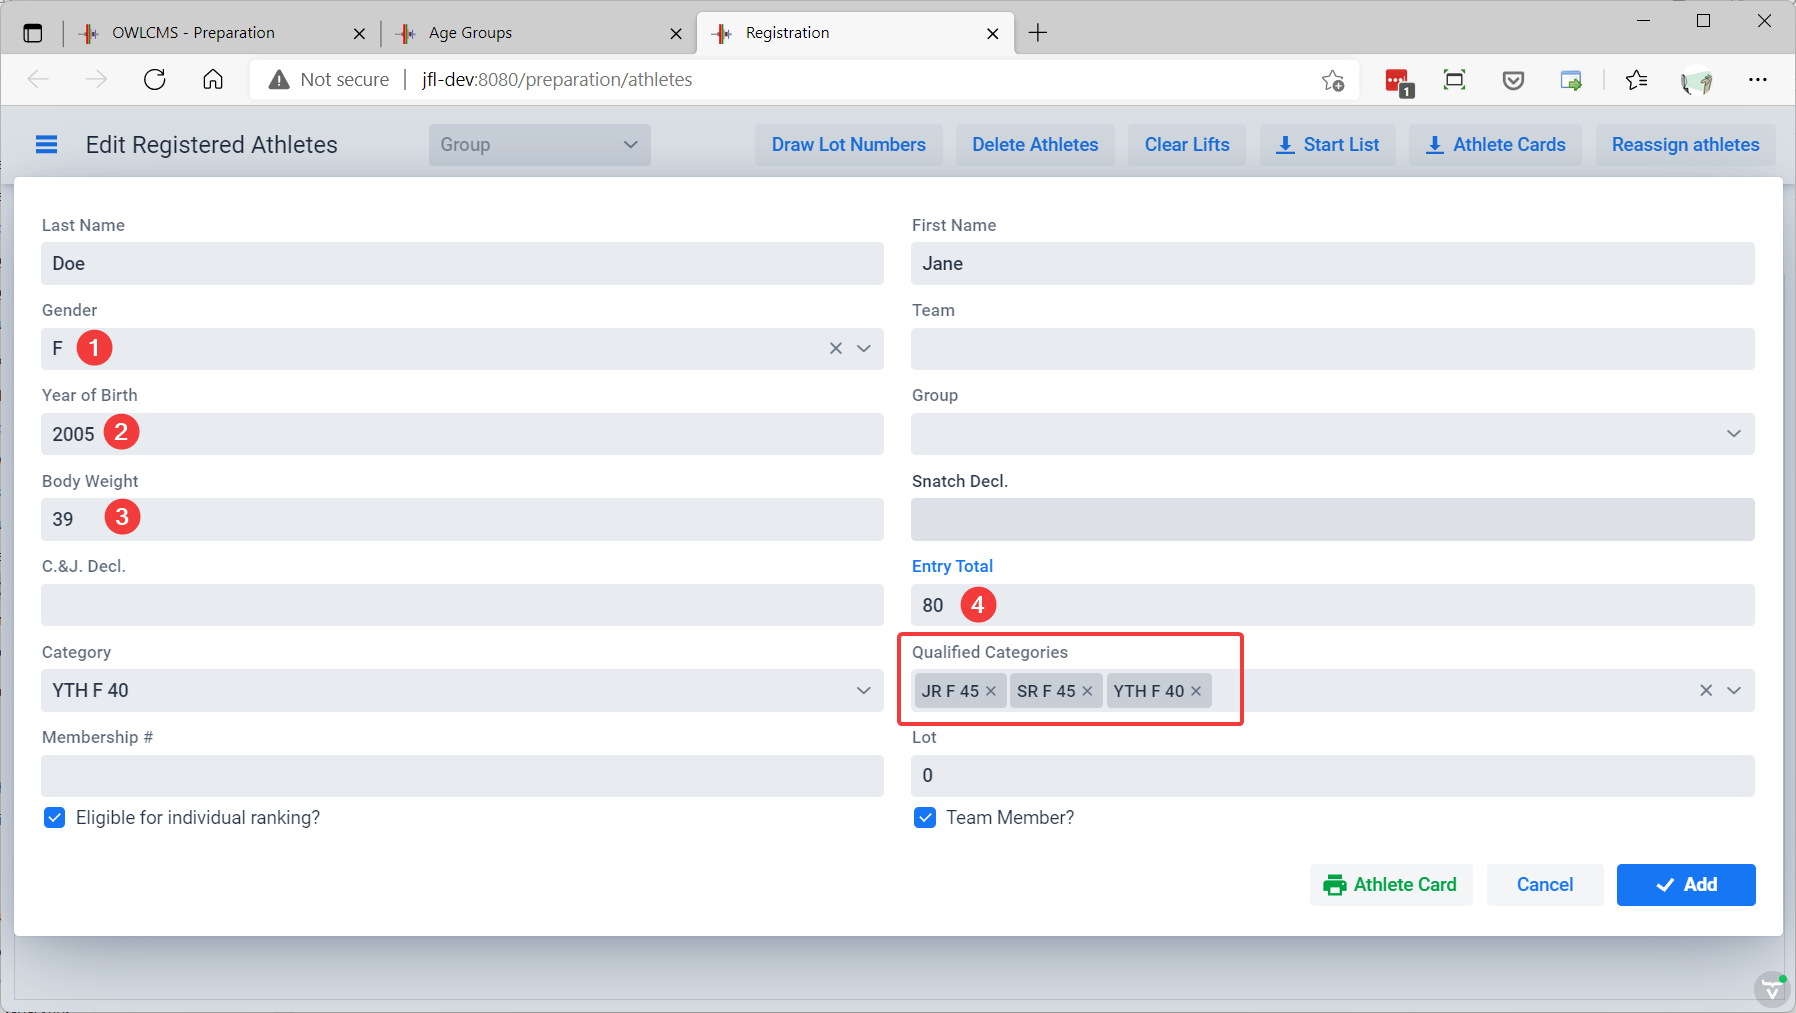 OWLCMS - Preparation
Age Groups
Registration
Not secure
jfl-dev:8080/preparation/athletes
1
Edit Registered Athletes
Group
Draw Lot Numbers
Delete Athletes
Clear Lifts
Start List
Athlete Cards
Reassign athletes
Last Name
First Name
Doe
Jane
Gender
Team
F
1
Year of Birth
Group
2005
2
Body Weight
Snatch Decl.
39
3
C.&J. Decl.
Entry Total
80
4
Category
Qualified Categories
YTH F 40
JR F 45
SR F 45
YTH F 40
Membership #
Lot
0
Eligible for individual ranking?
Team Member?
Athlete Card
Cancel
Add